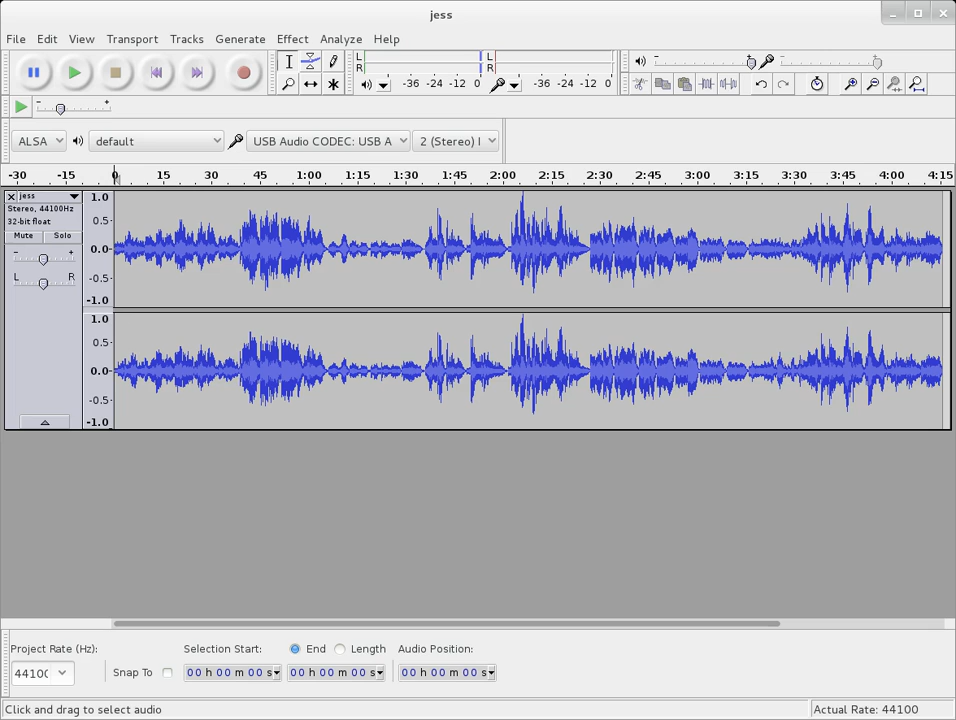 jess
File Edit View Transport Tracks Generate Effect Analyze Help
L
R
-36 -24 -12 0
L
R
-36 -24 -12 0
- +
ALSA default USB Audio CODEC: USB A 2 (Stereo) I
-30 -15 0 15 30 45 1:00 1:15 1:30 1:45 2:00 2:15 2:30 2:45 3:00 3:15 3:30 3:45 4:00 4:15
jess
Stereo, 44100Hz
32-bit float
Mute Solo
- +
L R
1.0
0.5
0.0
-0.5
-1.0
1.0
0.5
0.0
-0.5
-1.0
Project Rate (Hz): Selection Start: End Length Audio Position:
44100 Snap To 00 h 00 m 00 s 00 h 00 m 00 s 00 h 00 m 00 s
Click and drag to select audio Actual Rate: 44100